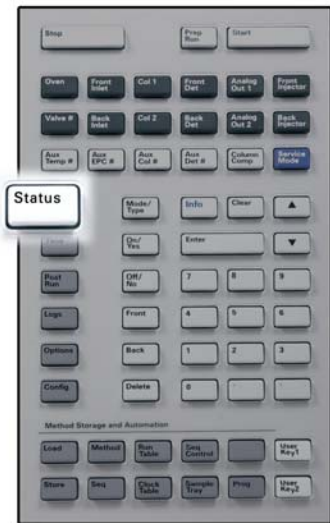 Stop
Prep Run
Start
Oven
Front Inlet
Col 1
Front Det
Analog Out 1
Front Injector
Valve #
Back Inlet
Col 2
Back Det
Analog Out 2
Back Injector
Aux Temp #
Aux EPC #
Aux Col #
Aux Det #
Column Comp
Service Mode
Status
Mode/ Type
Info
Clear
▲
Time
On/ Yes
Enter
▼
Post Run
Off/ No
7
8
9
Logs
Front
4
5
6
Options
Back
1
2
3
Config
Delete
0
Method Storage and Automation
Load
Method
Run Table
Seq Control
User Key1
Store
Seq
Clock Table
Sample Tray
Prog
User Key2